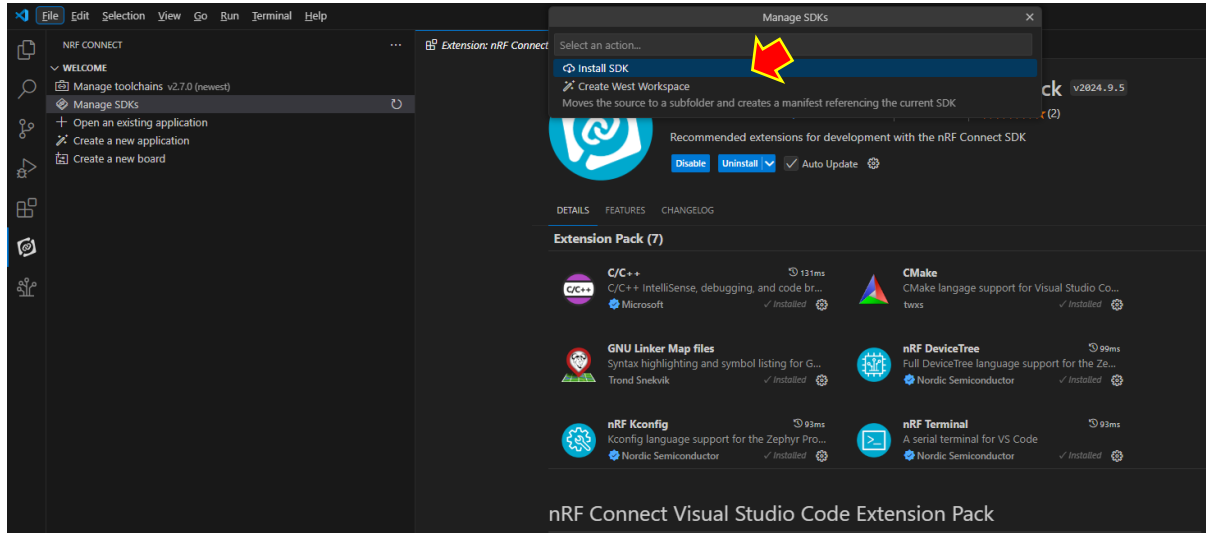 File Edit Selection View Go Run Terminal Help
Manage SDKs
NRF CONNECT
Extension: nRF Connect
Select an action...
WELCOME
Install SDK
Manage toolchains v2.7.0 (newest)
Create West Workspace
Moves the source to a subfolder and creates a manifest referencing the current SDK
ck v2024.9.5
Manage SDKs
(2)
Open an existing application
Recommended extensions for development with the nRF Connect SDK
Create a new application
Create a new board
Disable Uninstall Auto Update
DETAILS FEATURES CHANGELOG
Extension Pack (7)
C/C++ 131ms
C/C++
C/C++ IntelliSense, debugging, and code br...
Microsoft Installed
CMake
CMake langage support for Visual Studio Co...
twxs Installed
GNU Linker Map files
Syntax highlighting and symbol listing for G...
Trond Snekvik Installed
nRF DeviceTree 99ms
Full DeviceTree language support for the Ze...
Nordic Semiconductor Installed
nRF Kconfig 93ms
Kconfig language support for the Zephyr Pro...
Nordic Semiconductor Installed
nRF Terminal 93ms
A serial terminal for VS Code
Nordic Semiconductor Installed
nRF Connect Visual Studio Code Extension Pack